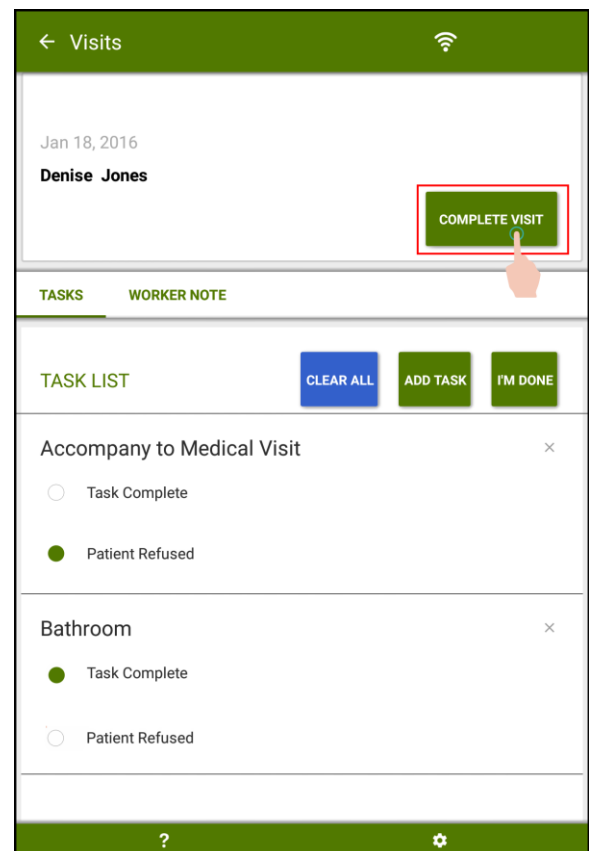 Visits
Jan 18, 2016
Denise Jones
COMPLETE VISIT
TASKS WORKER NOTE
TASK LIST CLEAR ALL ADD TASK I'M DONE
Accompany to Medical Visit ×
Task Complete
Patient Refused
Bathroom ×
Task Complete
Patient Refused
?